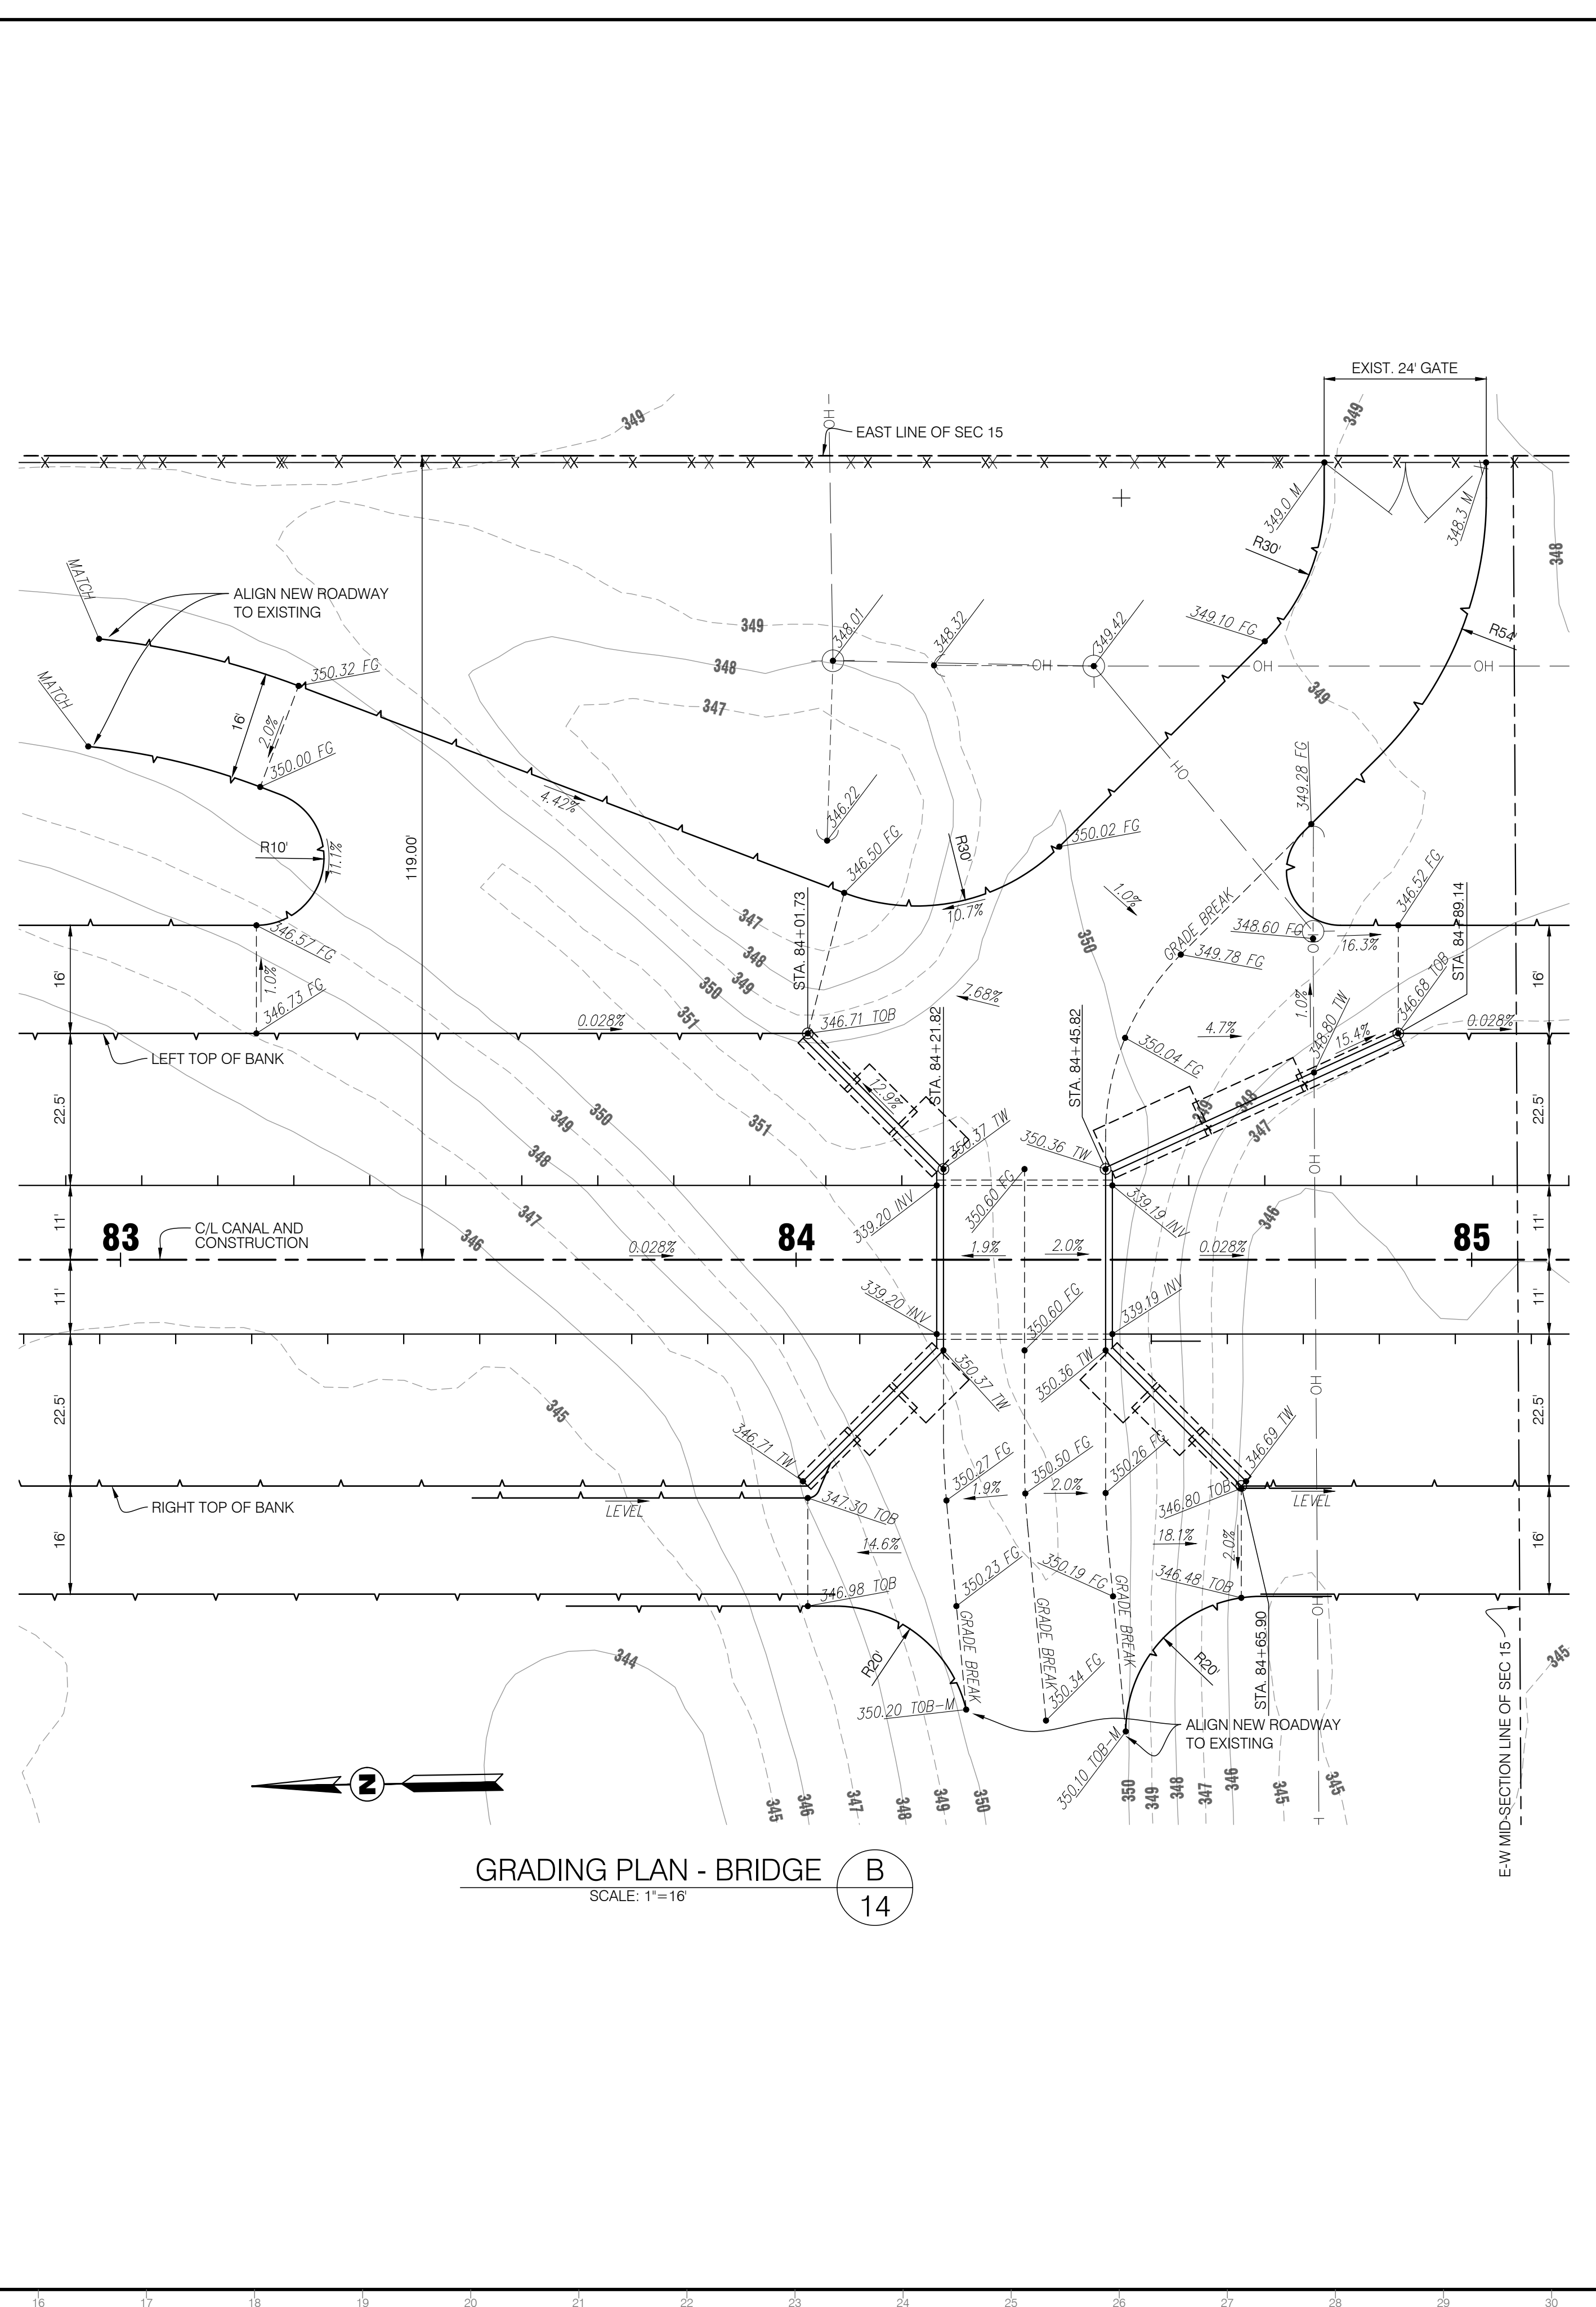 EXIST. 24' GATE
349
349
OH
EAST LINE OF SEC 15
349.0 M
348.3 M
348
R30'
MATCH
ALIGN NEW ROADWAY
TO EXISTING
349
348.01
348.32
349.42
349.10 FG
R54'
348
OH
OH
OH
350.32 FG
MATCH
349
347
16'
2.0%
350.00 FG
OH
349.28 FG
4.42%
346.22
R10'
11.1%
119.00'
346.50 FG
R30'
350.02 FG
346.52 FG
1.0%
10.7%
GRADE BREAK
347
346.57 FG
STA. 84+01.73
350
348.60 FG
OH
16.3%
STA. 84+89.14
348
349.78 FG
349
350
16'
1.0%
346.73 FG
7.68%
1.0%
348.80 TW
346.68 TOB
16'
351
0.028%
346.71 TOB
4.7%
15.4%
0.028%
LEFT TOP OF BANK
STA. 84+21.82
STA. 84+45.82
350.04 FG
12.9%
22.5'
349
350
351
349
348
347
22.5'
348
350.37 TW
350.36 TW
OH
339.20 INV
350.60 FG
339.19 INV
347
346
11'
83
C/L CANAL AND
CONSTRUCTION
346
0.028%
84
1.9%
2.0%
0.028%
85
11'
11'
339.20 INV
350.60 FG
339.19 INV
11'
350.37 TW
350.36 TW
OH
22.5'
345
346.71 TW
346.69 TW
22.5'
350.27 FG
350.50 FG
350.26 FG
1.9%
2.0%
RIGHT TOP OF BANK
LEVEL
347.30 TOB
346.80 TOB
LEVEL
16'
14.6%
18.1%
2.0%
16'
350.23 FG
350.19 FG
346.48 TOB
346.98 TOB
OH
GRADE BREAK
GRADE BREAK
GRADE BREAK
344
R20'
R20'
STA. 84+65.90
345
350.34 FG
350.20 TOB-M
ALIGN NEW ROADWAY
TO EXISTING
350.10 TOB-M
E-W MID-SECTION LINE OF SEC 15
N
345
346
347
348
349
350
350
349
348
347
346
345
345
GRADING PLAN - BRIDGE
SCALE: 1"=16'
B
14
16 17 18 19 20 21 22 23 24 25 26 27 28 29 30